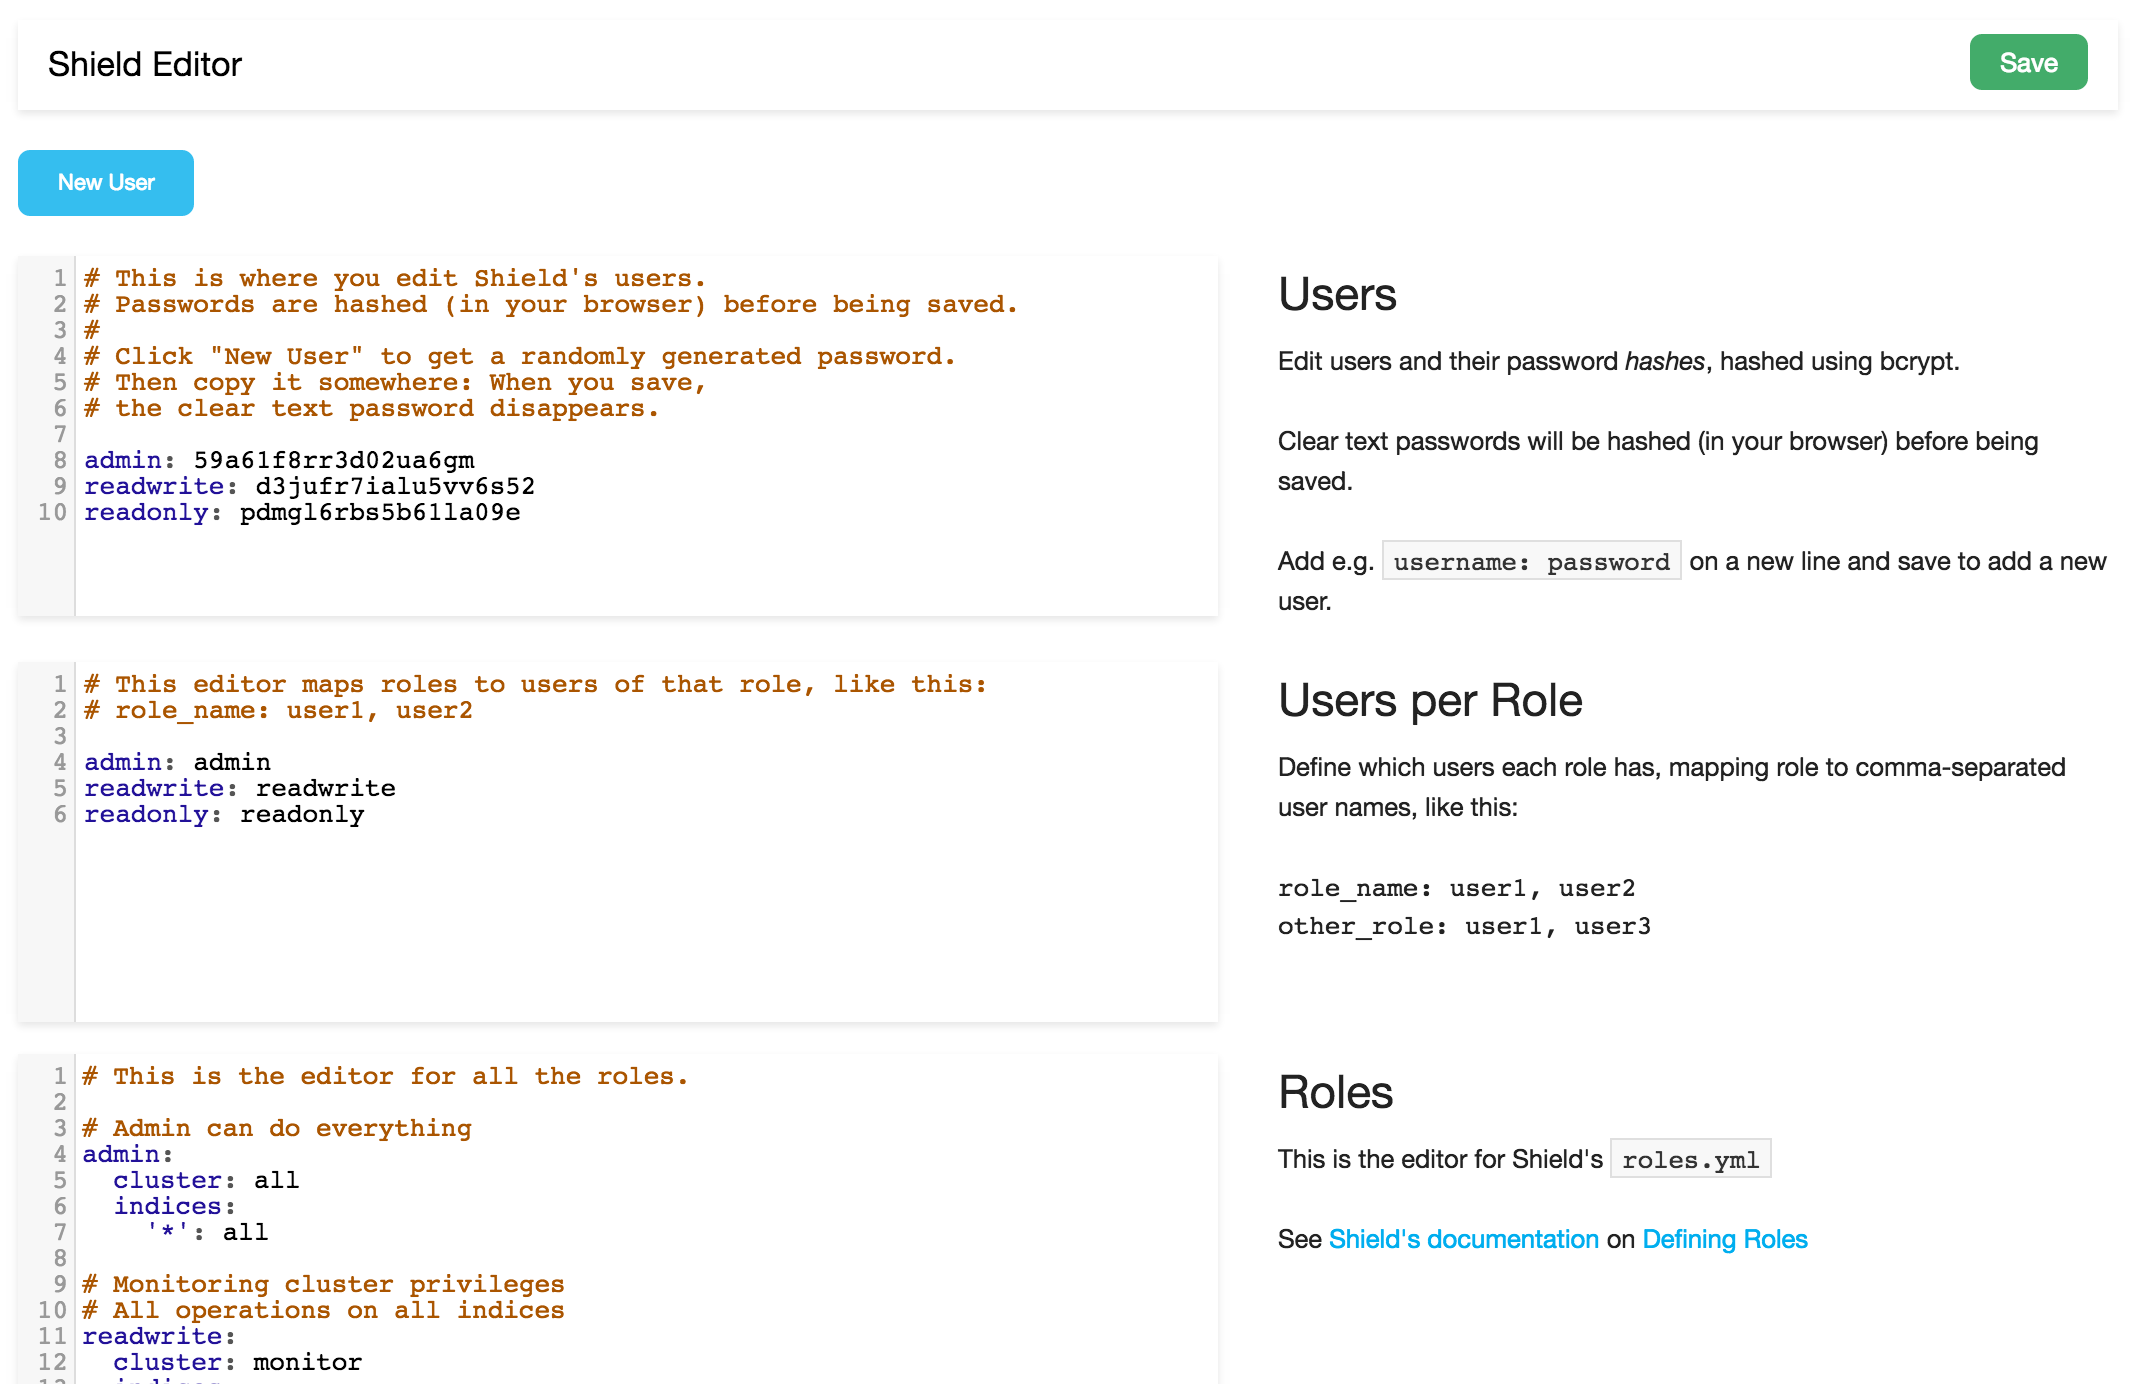 Shield Editor
Save
New User
1 # This is where you edit Shield's users.
2 # Passwords are hashed (in your browser) before being saved.
3 #
4 # Click "New User" to get a randomly generated password.
5 # Then copy it somewhere: When you save,
6 # the clear text password disappears.
7
8 admin: 59a61f8rr3d02ua6gm
9 readwrite: d3jufr7ialu5vv6s52
10 readonly: pdmgl6rbs5b61la09e
Users
Edit users and their password hashes, hashed using bcrypt.
Clear text passwords will be hashed (in your browser) before being
saved.
Add e.g. username: password on a new line and save to add a new
user.
1 # This editor maps roles to users of that role, like this:
2 # role_name: user1, user2
3
4 admin: admin
5 readwrite: readwrite
6 readonly: readonly
Users per Role
Define which users each role has, mapping role to comma-separated
user names, like this:
role_name: user1, user2
other_role: user1, user3
1 # This is the editor for all the roles.
2
3 # Admin can do everything
4 admin:
5 cluster: all
6 indices:
7 '*': all
8
9 # Monitoring cluster privileges
10 # All operations on all indices
11 readwrite:
12 cluster: monitor
Roles
This is the editor for Shield's roles.yml
See Shield's documentation on Defining Roles